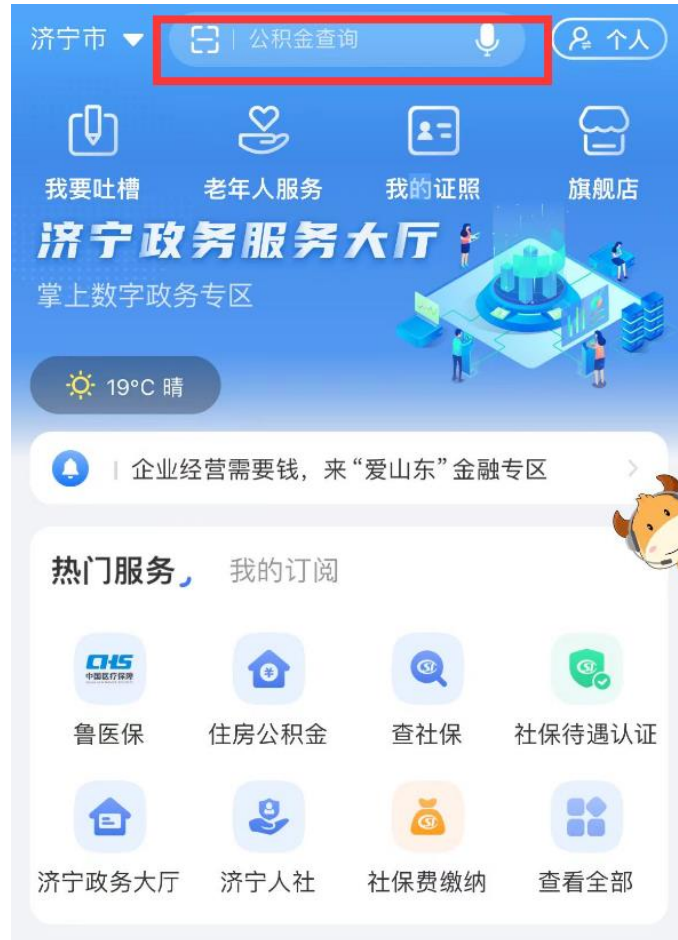 济宁市
公积金查询
个人
我要吐槽 老年人服务 我的证照 旗舰店
济宁政务服务大厅
掌上数字政务专区
19°C 晴
企业经营需要钱，来“爱山东”金融专区
热门服务 我的订阅
CHS
中国医疗保障
鲁医保 住房公积金 查社保 社保待遇认证
济宁政务大厅 济宁人社 社保费缴纳 查看全部